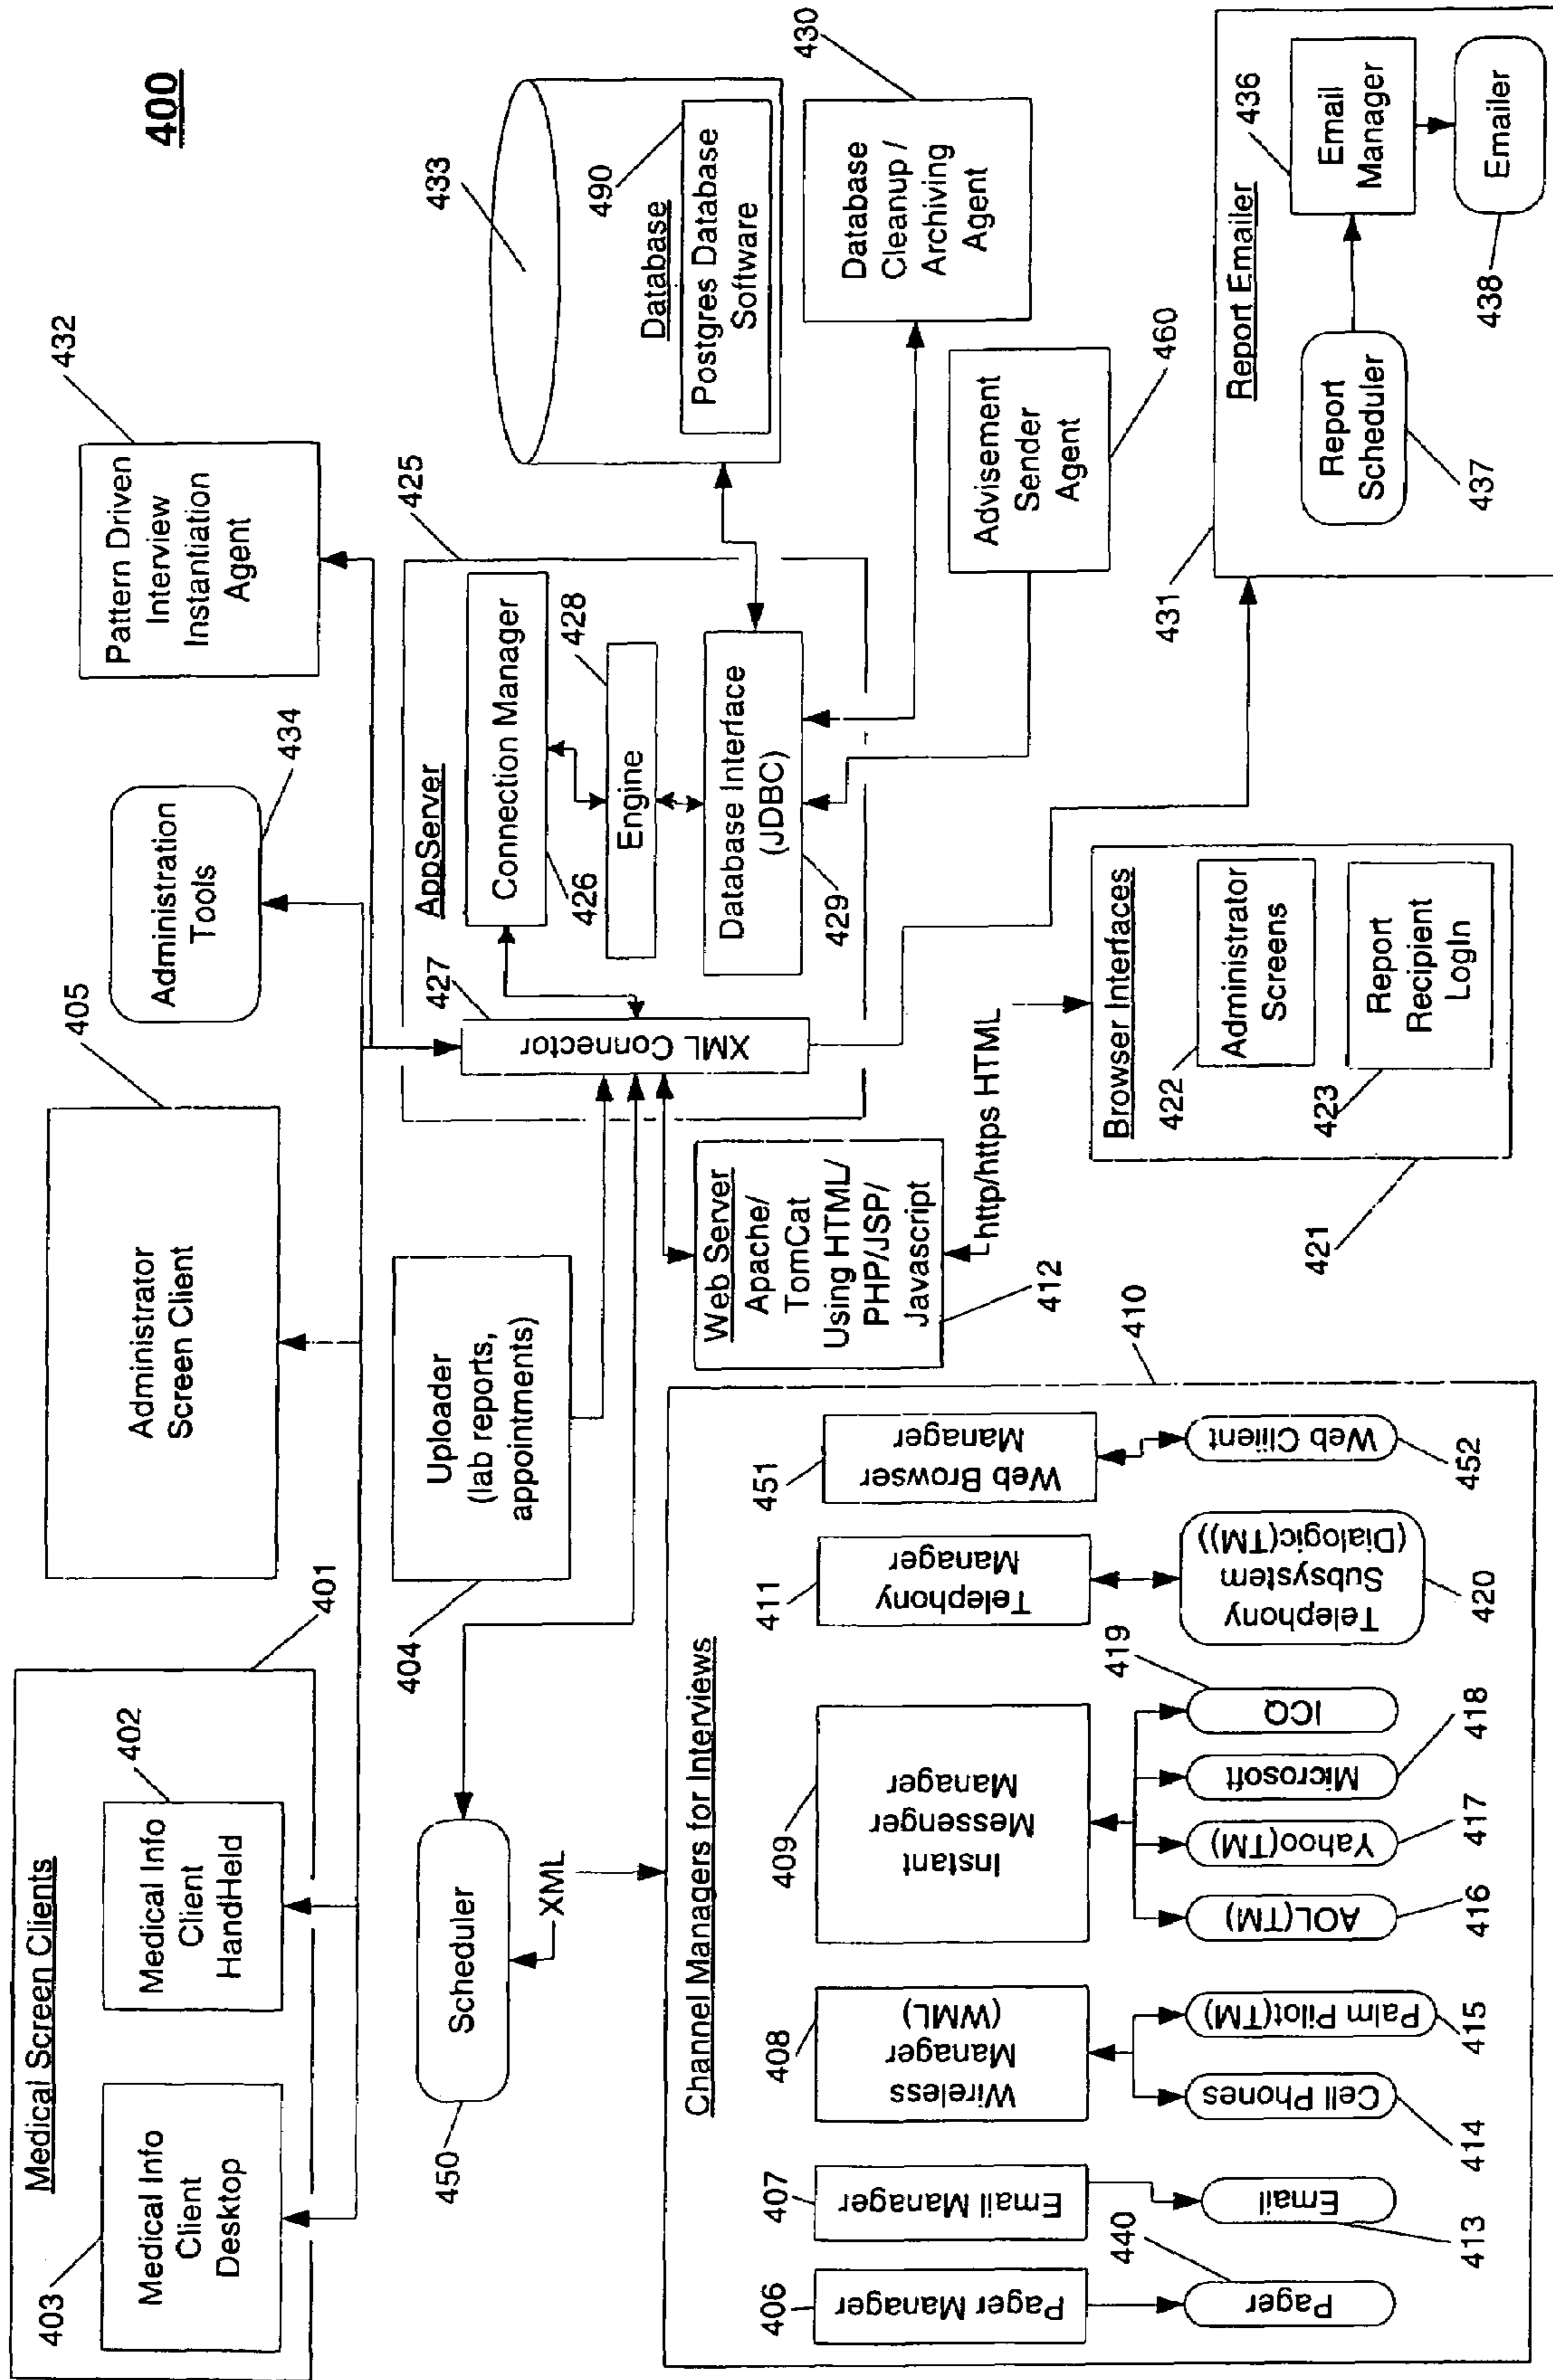 400
Medical Screen Clients
403
Medical Info
Client
Desktop
402
Medical Info
Client
HandHeld
401
405
Administrator
Screen Client
434
Administration
Tools
432
Pattern Driven
Interview
Instantiation
Agent
450
Scheduler
XML
404
Uploader
(lab reports,
appointments)
AppServer
425
427
XML Connector
Connection Manager
426
428
Engine
Database Interface
(JDBC)
429
433
Database
490
Postgres Database
Software
430
Database
Cleanup /
Archiving
Agent
Advisement
Sender
Agent
460
Web Server
Apache/
TomCat
Using HTML/
PHP/JSP/
Javascript
412
http/https HTML
Browser Interfaces
422
Administrator
Screens
423
Report
Recipient
LogIn
421
431
Report Emailer
436
Email
Manager
Report
Scheduler
437
Emailer
438
Channel Managers for Interviews
410
406
Pager Manager
440
Pager
407
Email Manager
Email
413
408
Wireless
Manager
(WML)
Cell Phones
414
Palm Pilot(TM)
415
409
Instant
Messenger
Manager
AOL(TM)
416
Yahoo(TM)
417
Microsoft
418
419
ICQ
411
Telephony
Manager
Telephony
Subsystem
(Dialogic(TM))
420
451
Web Browser
Manager
Web Cliient
452